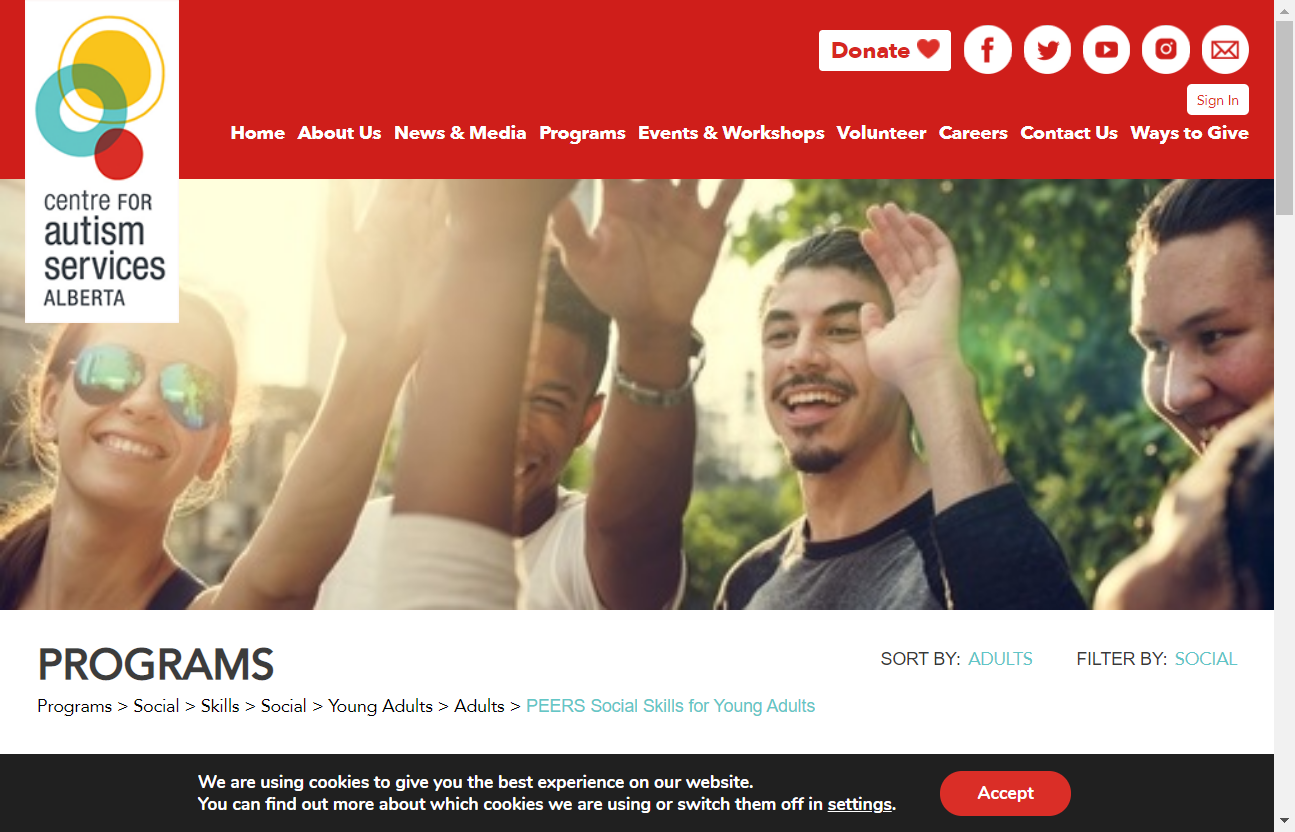 centre FOR
autism
services
ALBERTA
Donate
Sign In
Home About Us News & Media Programs Events & Workshops Volunteer Careers Contact Us Ways to Give
PROGRAMS
SORT BY: ADULTS FILTER BY: SOCIAL
Programs > Social > Skills > Social > Young Adults > Adults > PEERS Social Skills for Young Adults
We are using cookies to give you the best experience on our website.
You can find out more about which cookies we are using or switch them off in settings.
Accept